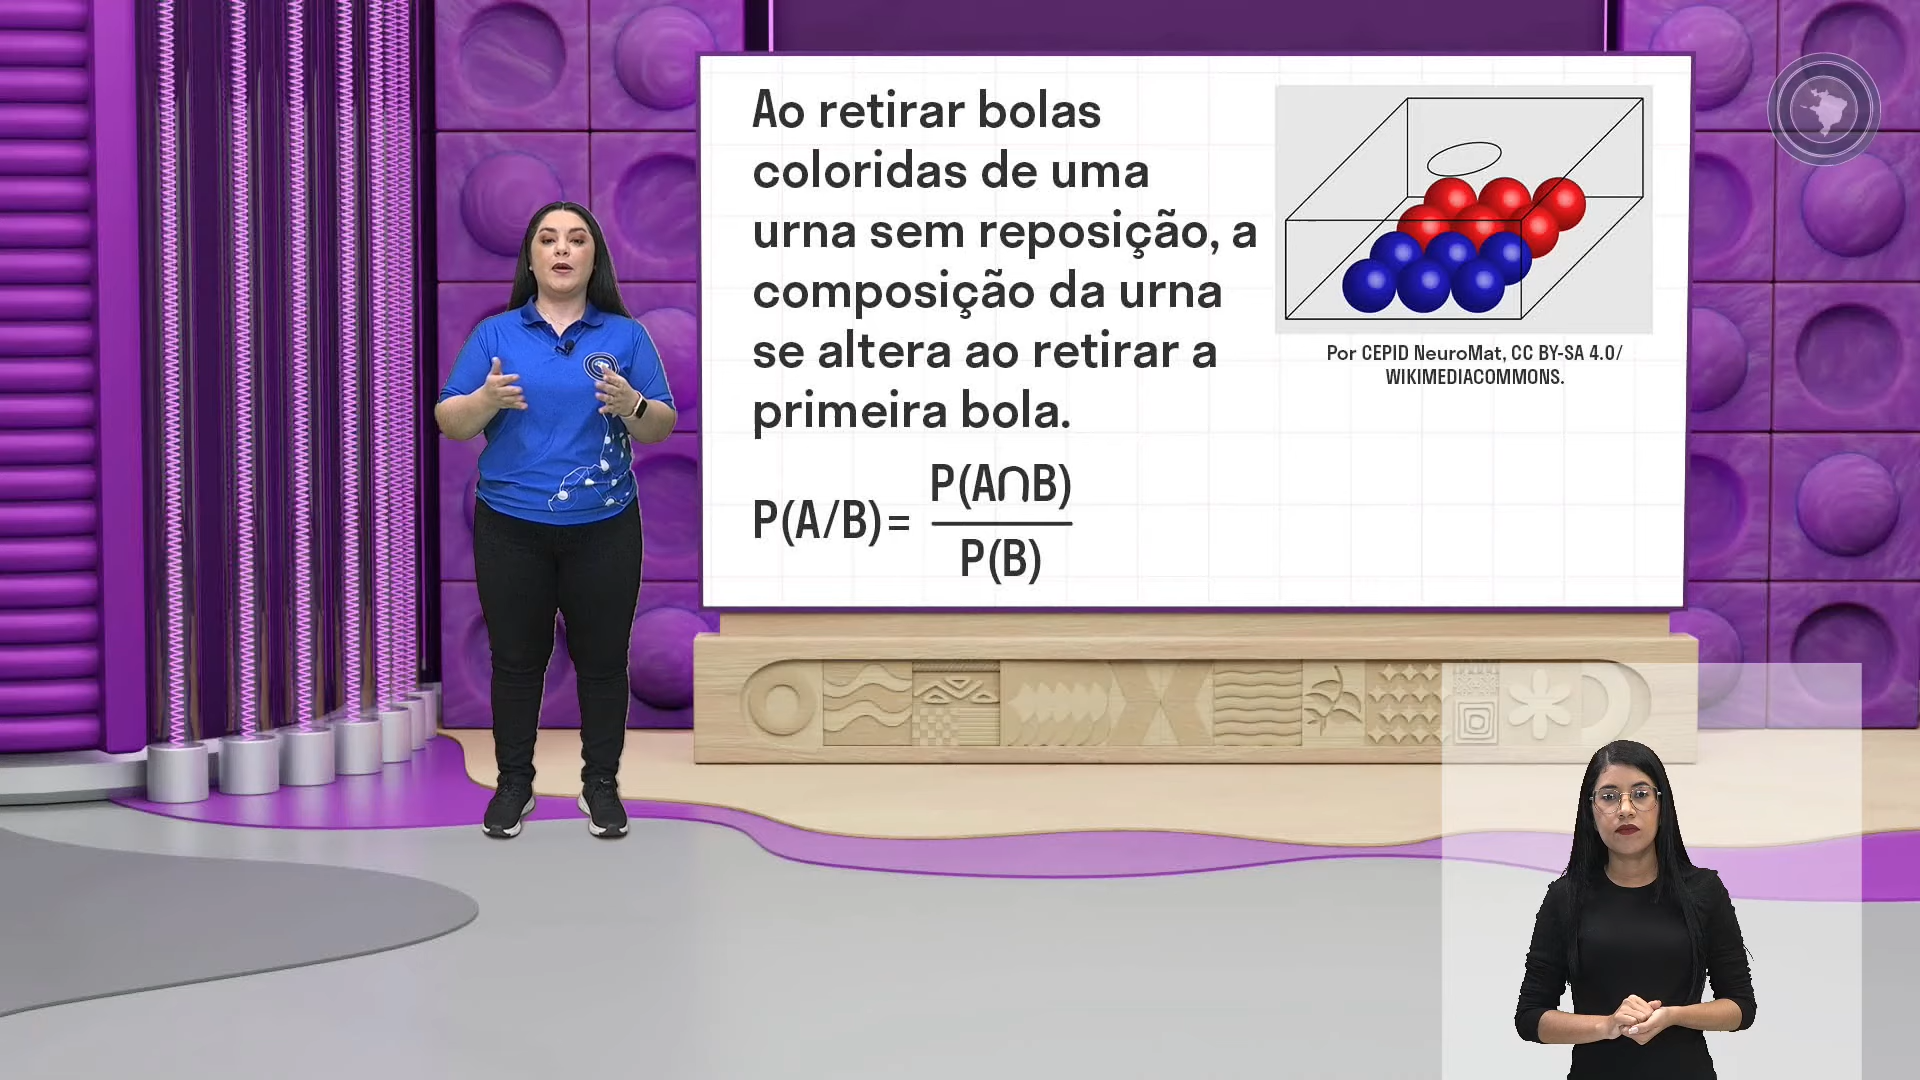 Ao retirar bolas
coloridas de uma
urna sem reposição, a
composição da urna
se altera ao retirar a
primeira bola.
P(A/B)= P(A∩B)
P(B)
Por CEPID NeuroMat, CC BY-SA 4.0/
WIKIMEDIACOMMONS.